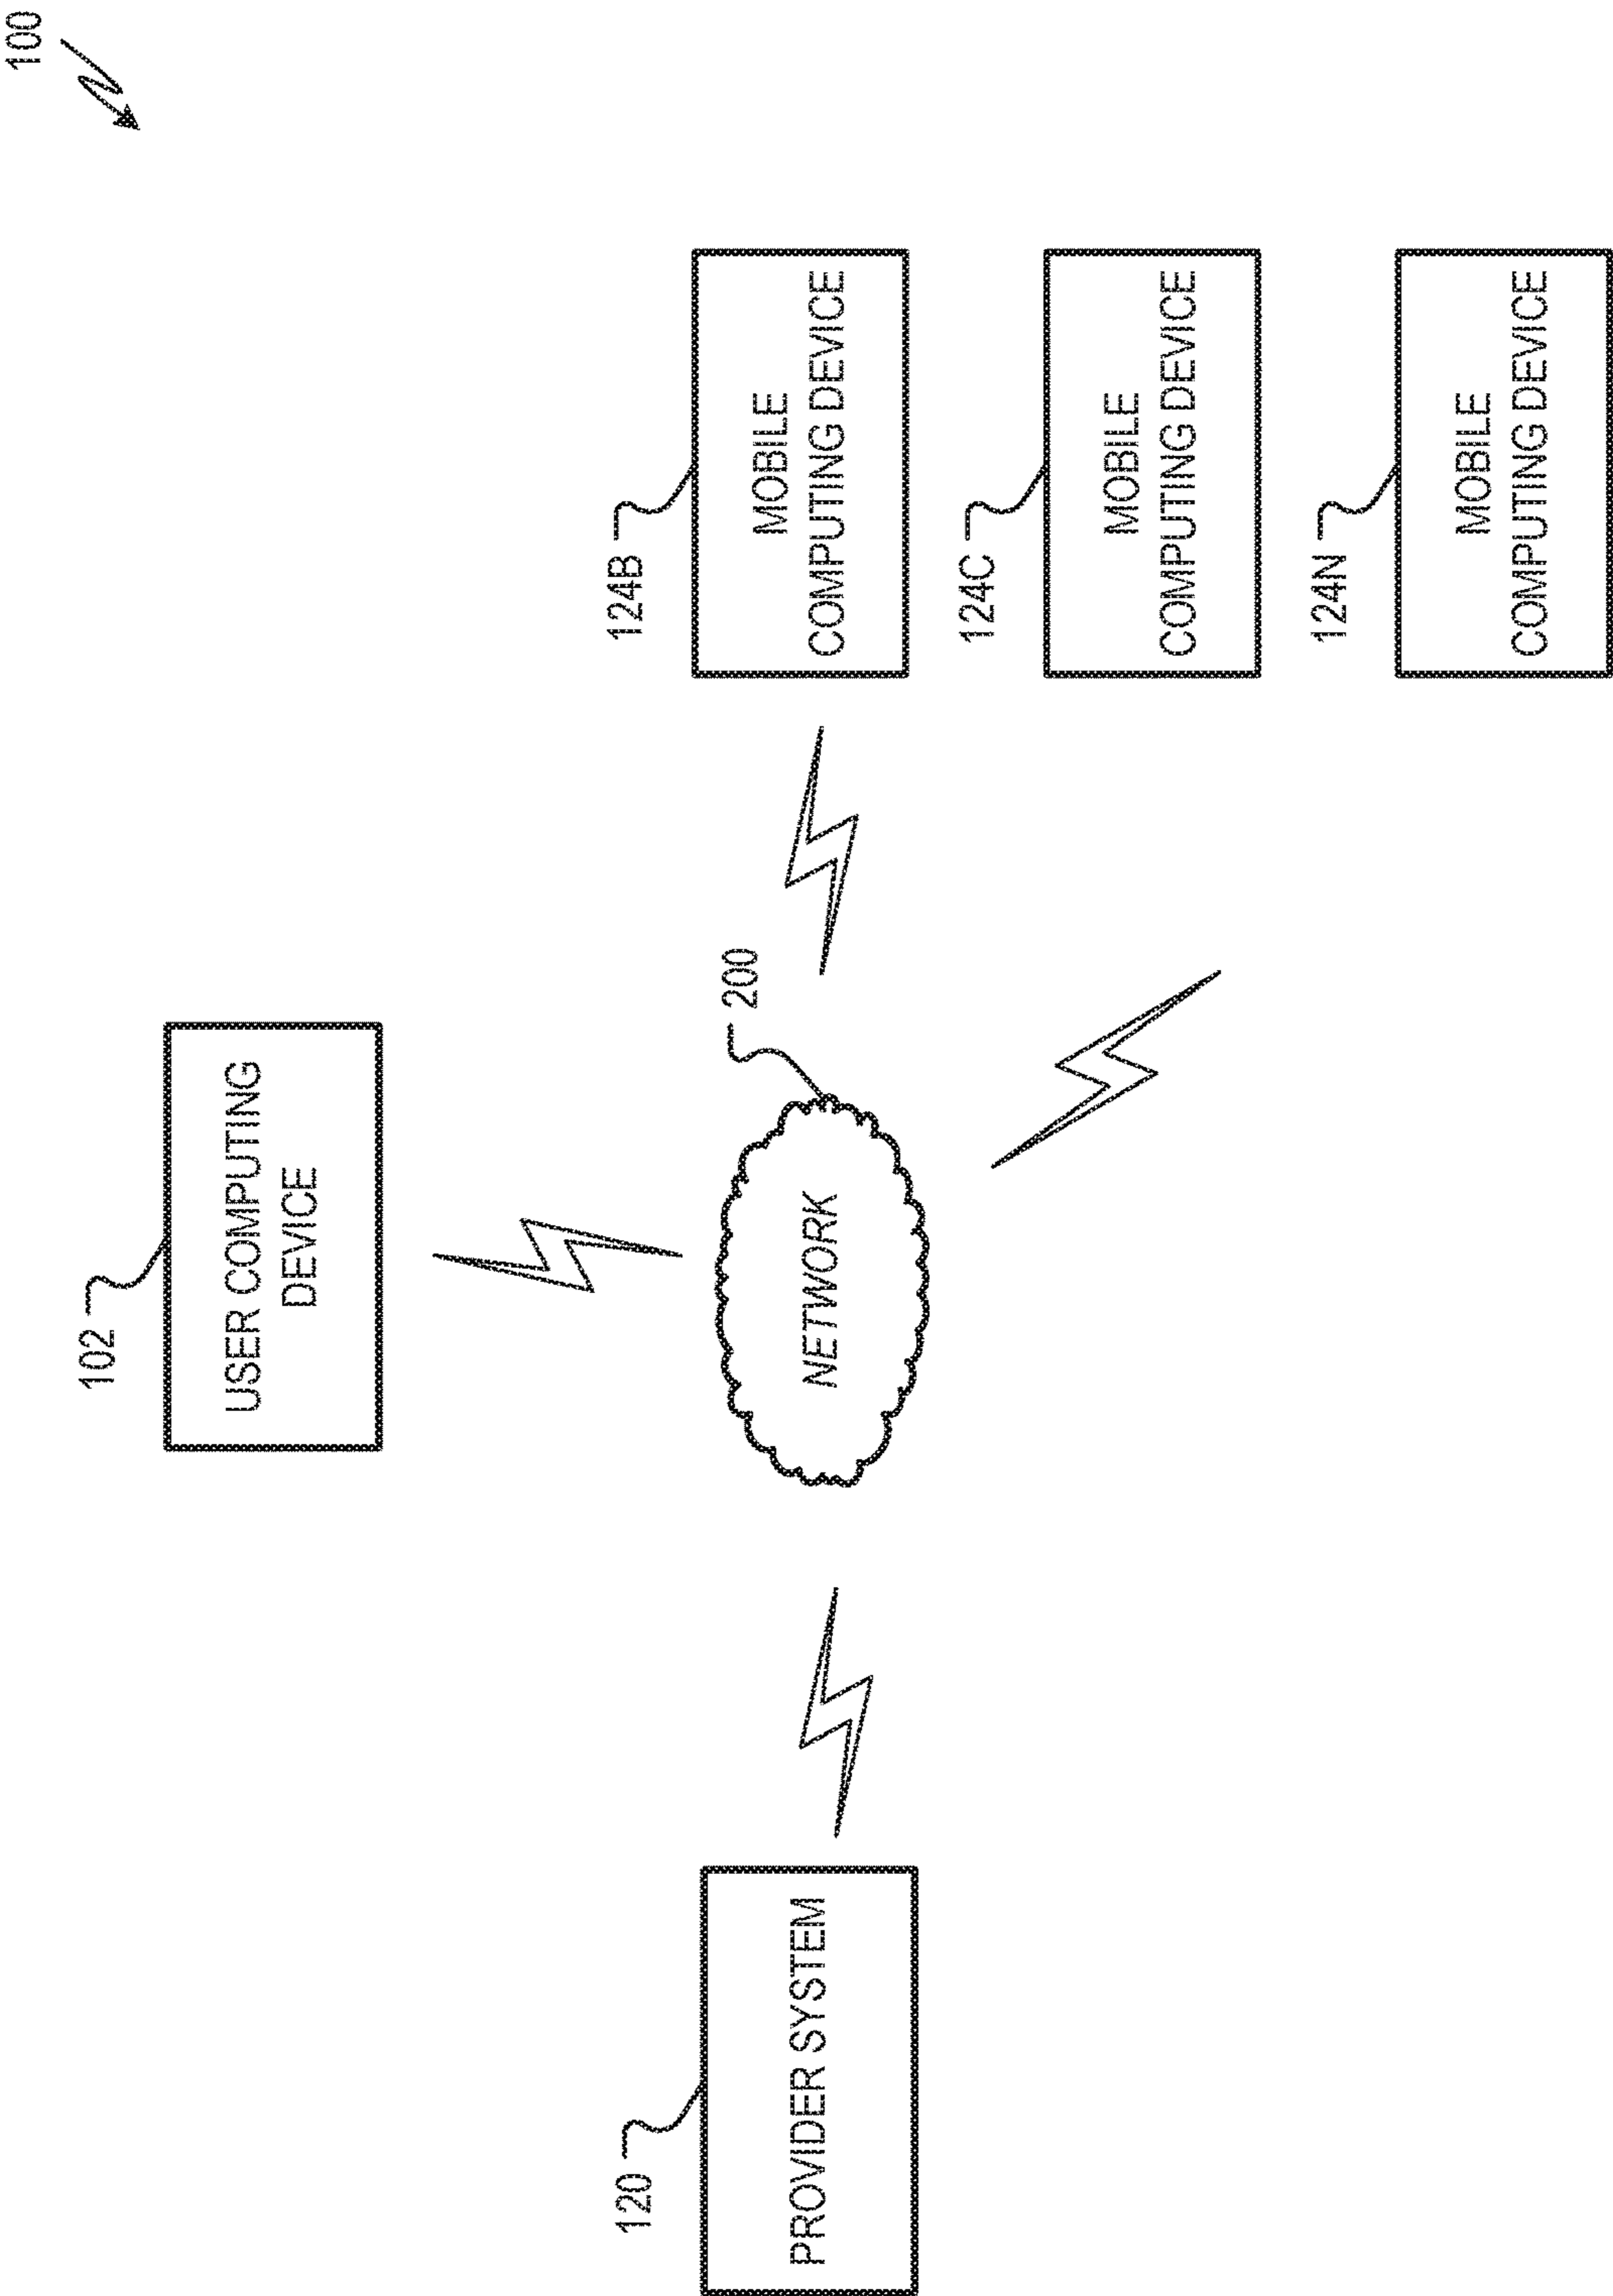 100
102
USER COMPUTING
DEVICE
120
PROVIDER SYSTEM
NETWORK
200
124B
MOBILE
COMPUTING DEVICE
124C
MOBILE
COMPUTING DEVICE
124N
MOBILE
COMPUTING DEVICE